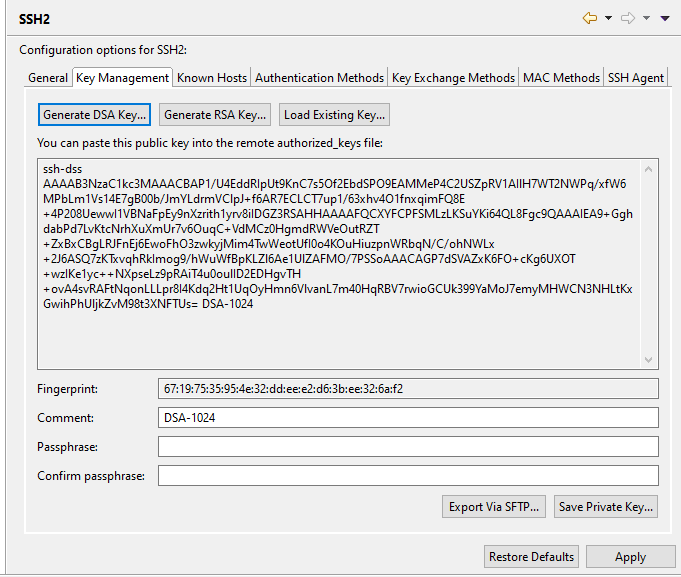 SSH2
Configuration options for SSH2:
General Key Management Known Hosts Authentication Methods Key Exchange Methods MAC Methods SSH Agent
Generate DSA Key... Generate RSA Key... Load Existing Key...
You can paste this public key into the remote authorized_keys file:
ssh-dss
AAAAB3NzaC1kc3MAAACBAP1/U4EddRIpUt9KnC7s5Of2EbdSPO9EAMMeP4C2USZpRV1AIlH7WT2NWPq/xfW6
MPbLm1Vs14E7gB00b/JmYLdrmVClpJ+f6AR7ECLCT7up1/63xhv4O1fnxqimFQ8E
+4P208UewwI1VBNaFpEy9nXzrith1yrv8iIDGZ3RSAHHAAAAFQCXYFCPFSMLzLKSuYKi64QL8Fgc9QAAAIEA9+Ggh
dabPd7LvKtcNrhXuXmUr7v6OuqC+VdMCz0HgmdRWVeOutRZT
+ZxBxCBgLRJFnEj6EwoFhO3zwkyjMim4TwWeotUfI0o4KOuHiuzpnWRbqN/C/ohNWLx
+2J6ASQ7zKTxvqhRkImog9/hWuWfBpKLZl6Ae1UlZAFMO/7PSSoAAACAGP7dSVAZxK6FO+cKg6UXOT
+wzlKe1yc++NXpseLz9pRAiT4u0ouIlD2EDHgvTH
+ovA4svRAFtNqonLLLpr8l4Kdq2Ht1UqOyHmn6VIvanL7m40HqRBV7rwioGCUk399YaMoJ7emyMHWCN3NHLtKx
GwihPhUIjkZvM98t3XNFTUs= DSA-1024
Fingerprint: 67:19:75:35:95:4e:32:dd:ee:e2:d6:3b:ee:32:6a:f2
Comment: DSA-1024
Passphrase:
Confirm passphrase:
Export Via SFTP... Save Private Key...
Restore Defaults Apply